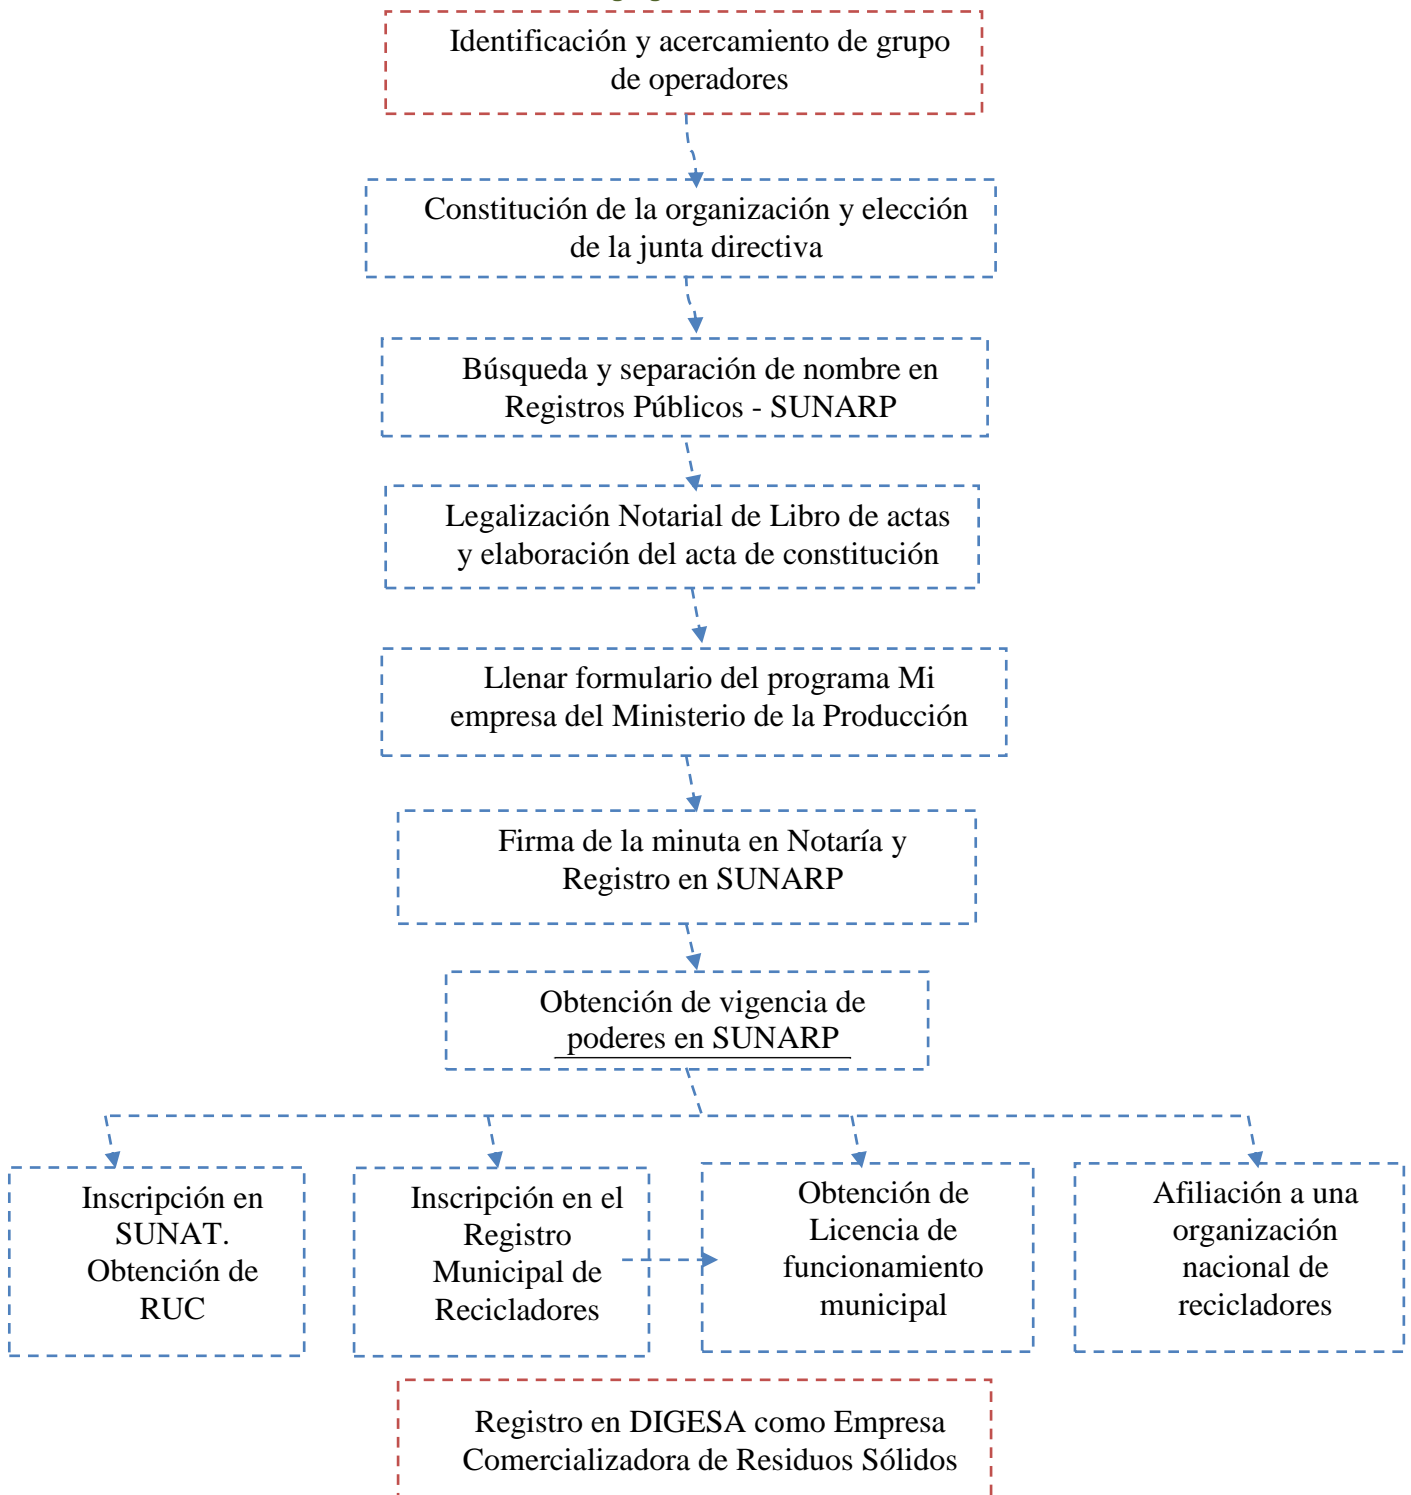 Identificación y acercamiento de grupo
de operadores
Constitución de la organización y elección
de la junta directiva
Búsqueda y separación de nombre en
Registros Públicos - SUNARP
Legalización Notarial de Libro de actas
y elaboración del acta de constitución
Llenar formulario del programa Mi
empresa del Ministerio de la Producción
Firma de la minuta en Notaría y
Registro en SUNARP
Obtención de vigencia de
poderes en SUNARP
Inscripción en
SUNAT.
Obtención de
RUC
Inscripción en el
Registro
Municipal de
Recicladores
Obtención de
Licencia de
funcionamiento
municipal
Afiliación a una
organización
nacional de
recicladores
Registro en DIGESA como Empresa
Comercializadora de Residuos Sólidos